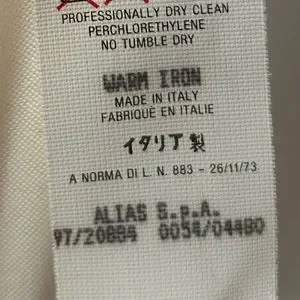 PROFESSIONALLY DRY CLEAN
PERCHLORETHYLENE
NO TUMBLE DRY
WARM IRON
MADE IN ITALY
FABRIQUÉ EN ITALIE
イタリア製
A NORMA DI L. N. 883 - 26/11/73
ALIAS S.p.A.
97/20884 0054/04480